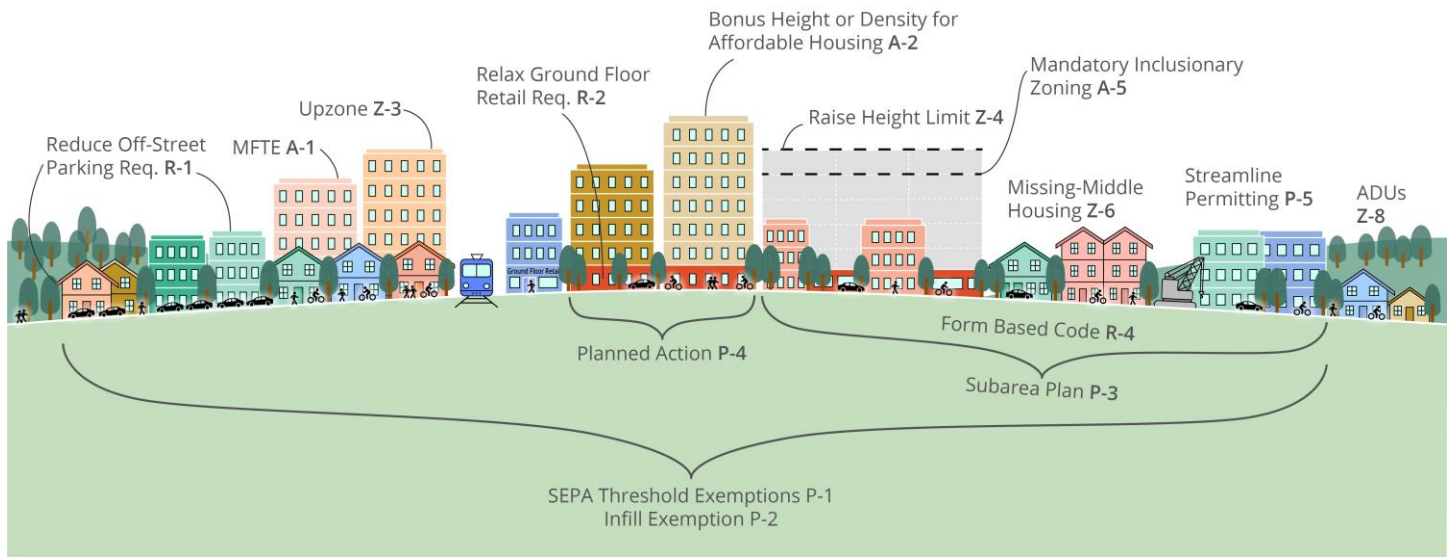 Bonus Height or Density for
Affordable Housing A-2
Mandatory Inclusionary
Zoning A-5
Relax Ground Floor
Retail Req. R-2
Upzone Z-3
Raise Height Limit Z-4
Reduce Off-Street
Parking Req. R-1
MFTE A-1
Missing-Middle
Housing Z-6
Streamline
Permitting P-5
ADUs
Z-8
Ground Floor Retail
Planned Action P-4
Form Based Code R-4
Subarea Plan P-3
SEPA Threshold Exemptions P-1
Infill Exemption P-2